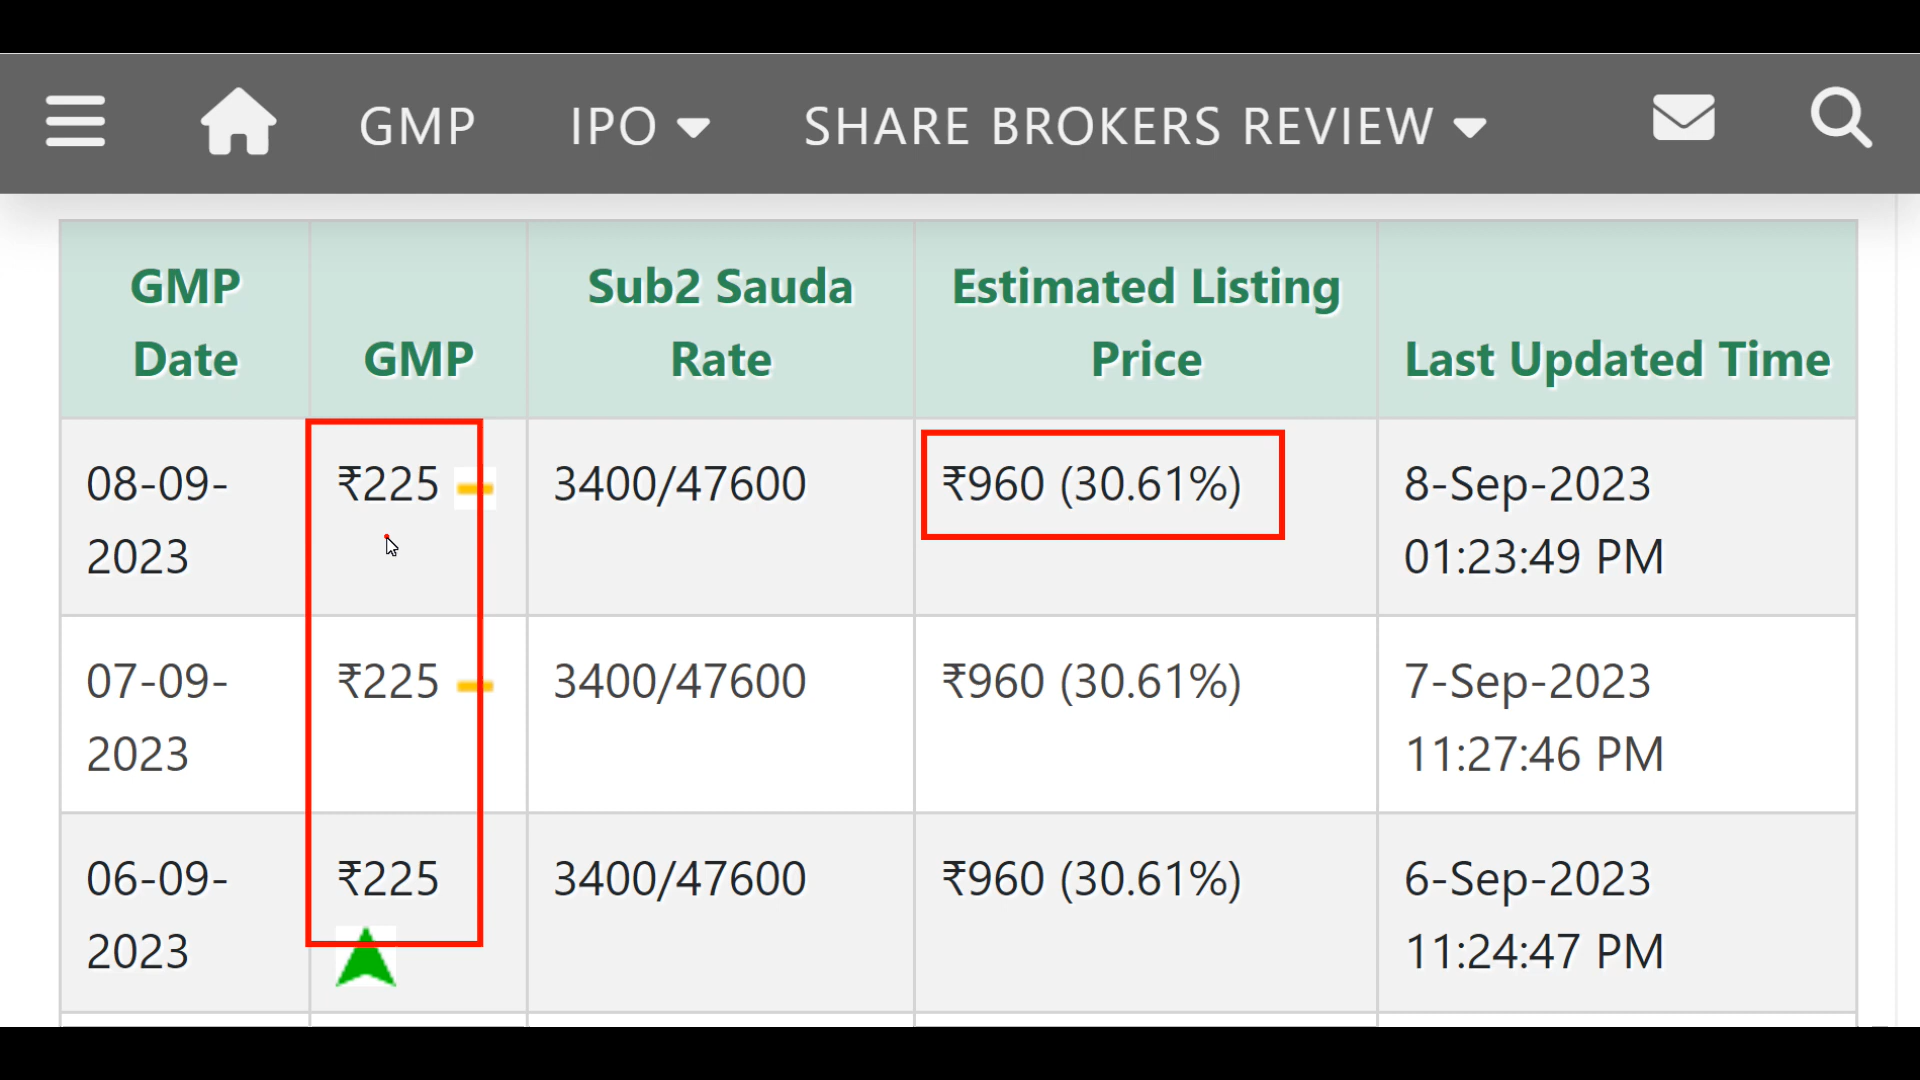 GMP IPO SHARE BROKERS REVIEW
GMP Date GMP Sub2 Sauda Rate Estimated Listing Price Last Updated Time
08-09-2023 ₹225 3400/47600 ₹960 (30.61%) 8-Sep-2023 01:23:49 PM
07-09-2023 ₹225 3400/47600 ₹960 (30.61%) 7-Sep-2023 11:27:46 PM
06-09-2023 ₹225 3400/47600 ₹960 (30.61%) 6-Sep-2023 11:24:47 PM